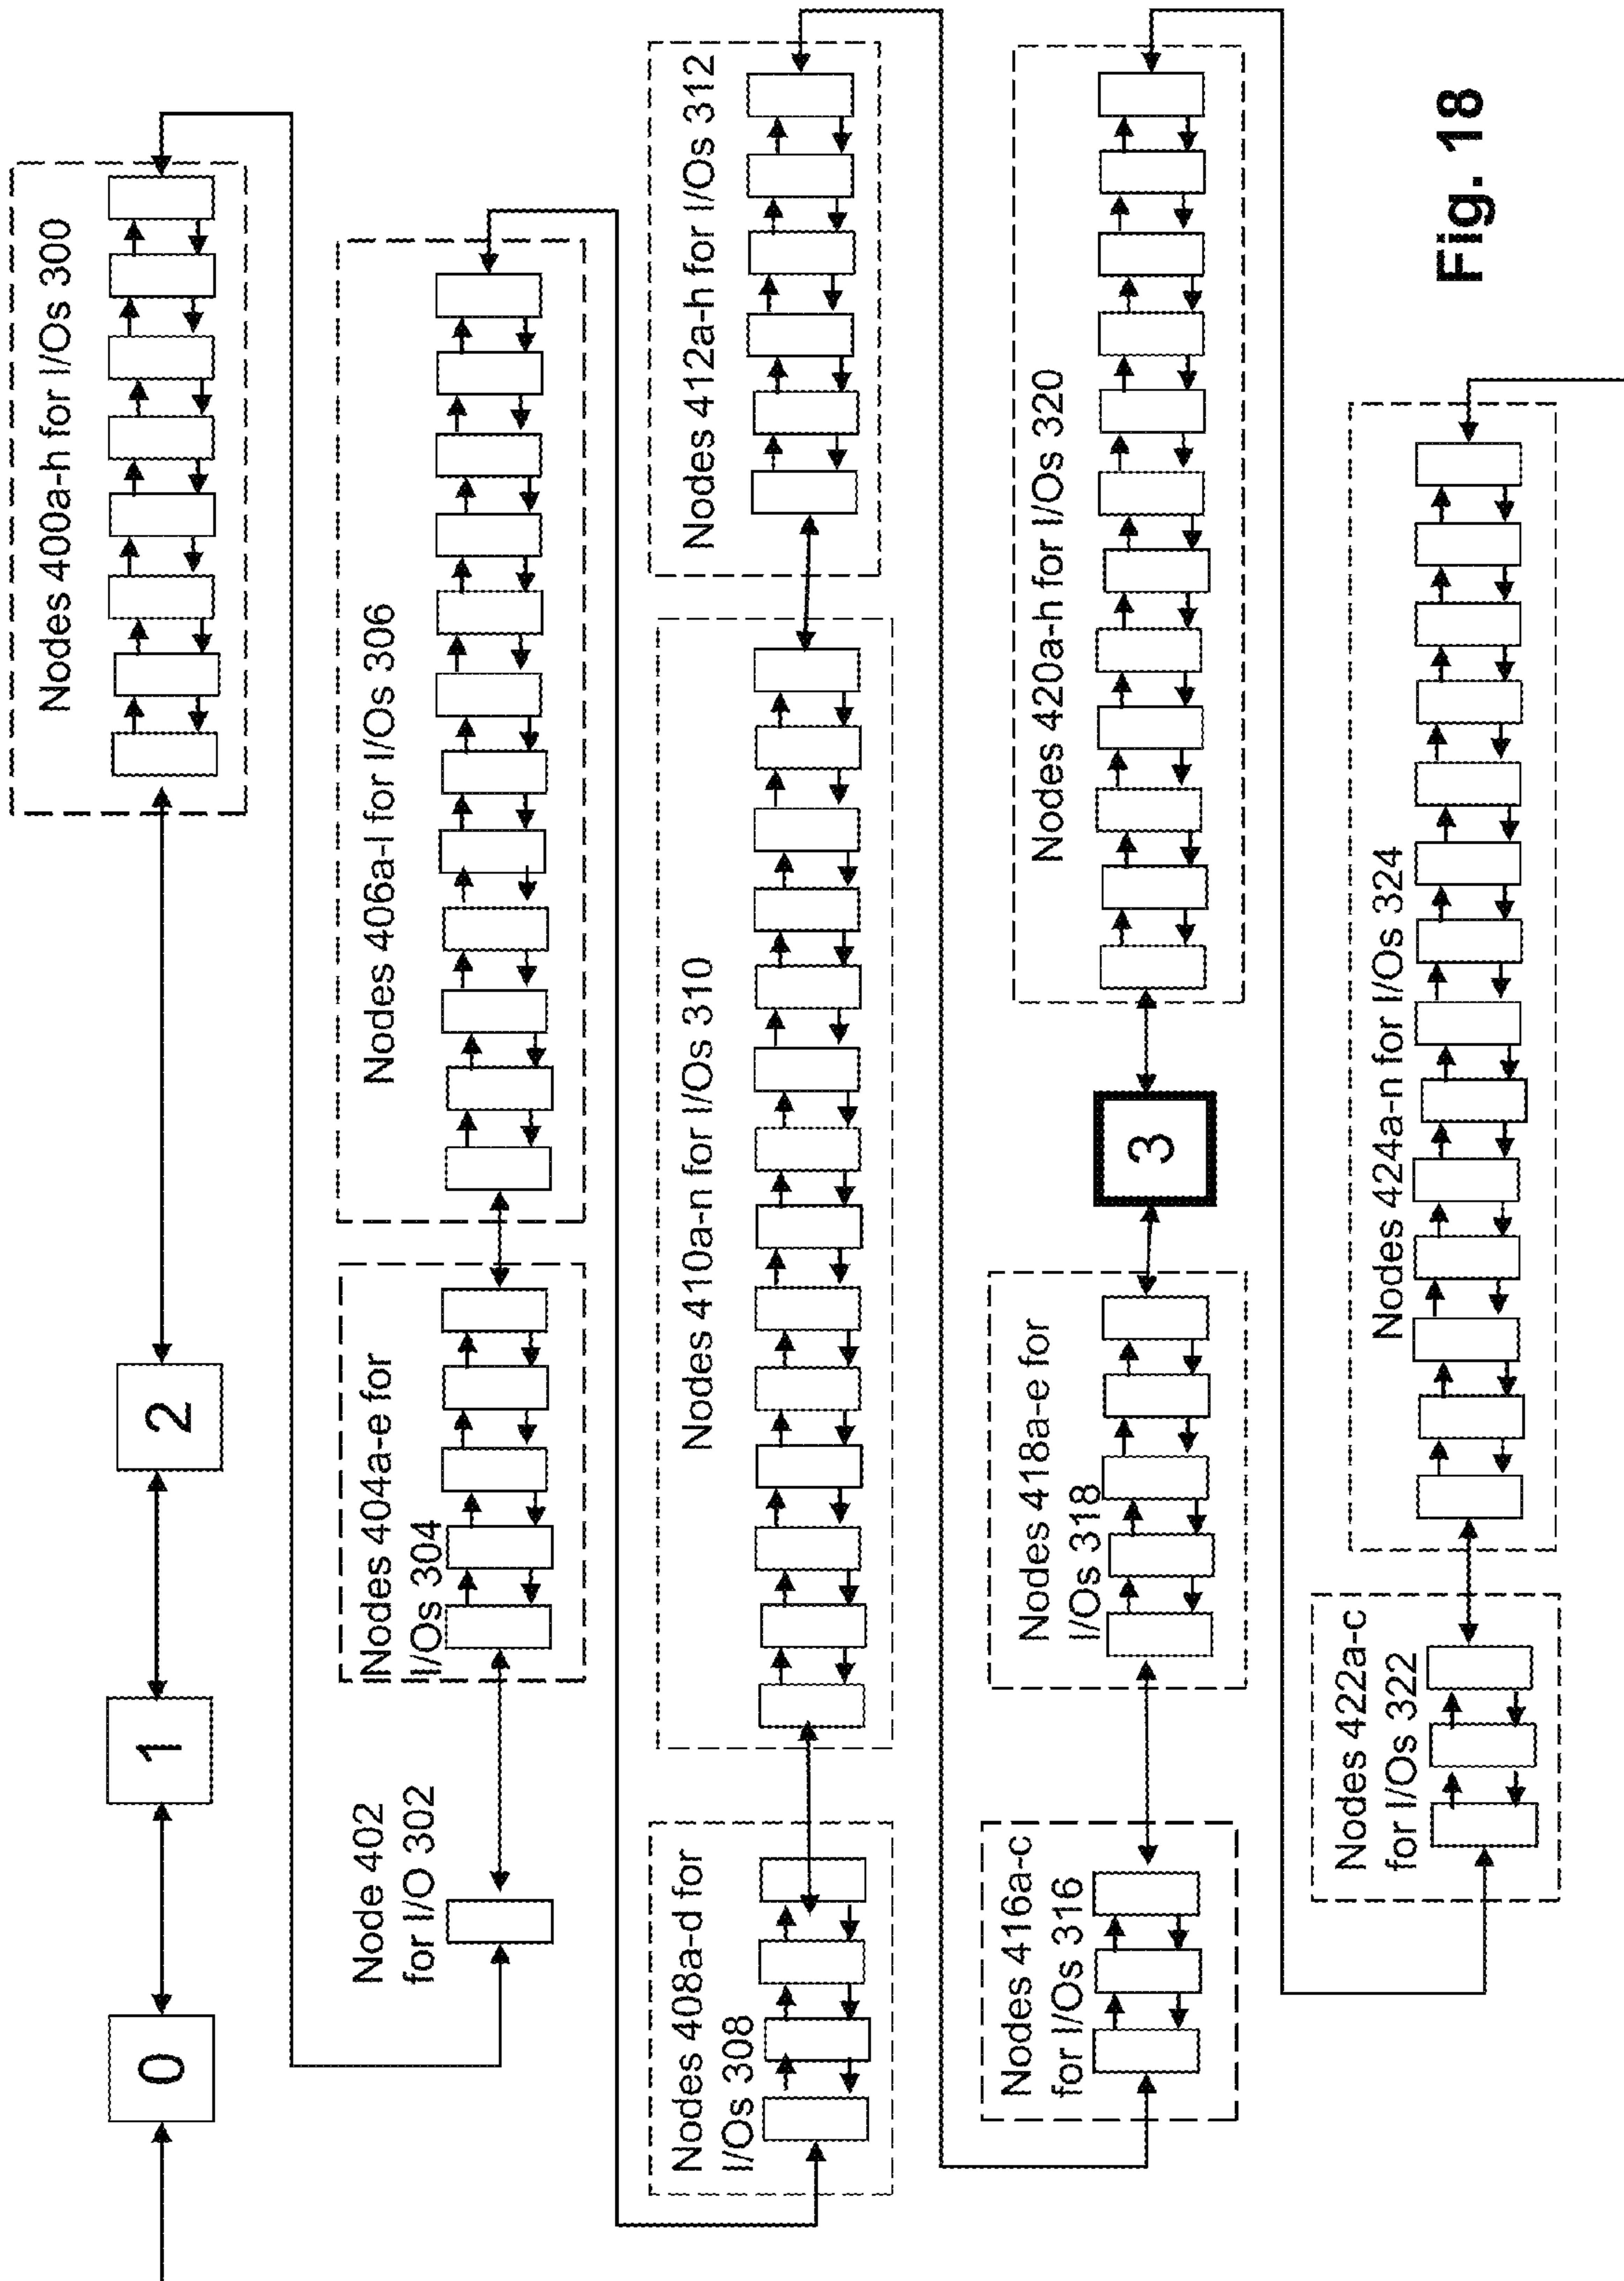 0
1
2
Nodes 400a-h for I/Os 300
Node 402
for I/O 302
Nodes 404a-e for
I/Os 304
Nodes 406a-l for I/Os 306
Nodes 408a-d for
I/Os 308
Nodes 410a-n for I/Os 310
Nodes 412a-h for I/Os 312
Nodes 416a-c
for I/Os 316
Nodes 418a-e for
I/Os 318
3
Nodes 420a-h for I/Os 320
Nodes 422a-c
for I/Os 322
Nodes 424a-n for I/Os 324
Fig. 18